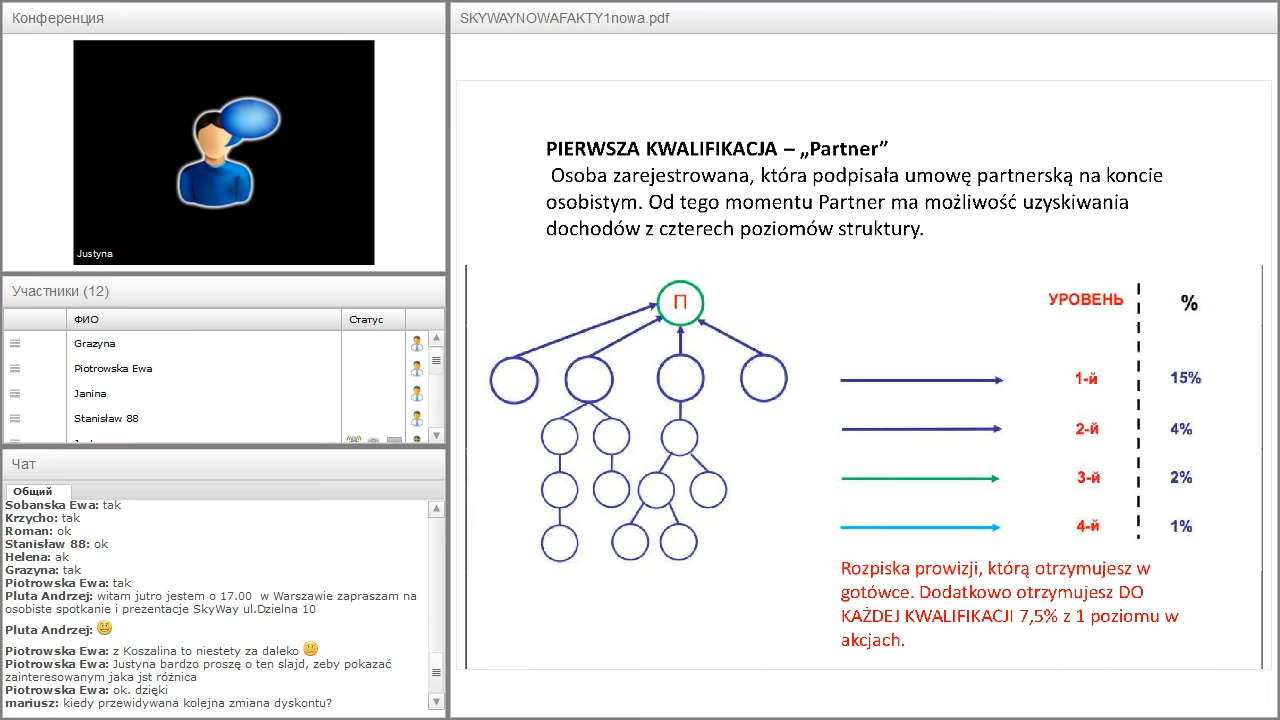 Конференция
Justyna
Участники (12)
ФИО
Статус
Grazyna
Piotrowska Ewa
Janina
Stanisław 88
Чат
Общий
Sobanska Ewa: tak
Krzycho: tak
Roman: ok
Stanisław 88: ok
Helena: ak
Grazyna: tak
Piotrowska Ewa: tak
Pluta Andrzej: witam jutro jestem o 17.00 w Warszawie zapraszam na
osobiste spotkanie i prezentacje SkyWay ul.Dzielna 10
Pluta Andrzej:
Piotrowska Ewa: z Koszalina to niestety za daleko
Piotrowska Ewa: Justyna bardzo proszę o ten slajd, zeby pokazać
zainteresowanym jaka jst różnica
Piotrowska Ewa: ok. dzięki
mariusz: kiedy przewidywany kolejna zmiana dyskontu?
SKYWAYNOWAFAKTY1nowa.pdf
PIERWSZA KWALIFIKACJA – „Partner”
Osoba zarejestrowana, która podpisała umowę partnerską na koncie
osobistym. Od tego momentu Partner ma możliwość uzyskiwania
dochodów z czterech poziomów struktury.
П
УРОВЕНЬ %
1-й 15%
2-й 4%
3-й 2%
4-й 1%
Rozpiska prowizji, którą otrzymujesz w
gotówce. Dodatkowo otrzymujesz DO
KAŻDEJ KWALIFIKACJI 7,5% z 1 poziomu w
akcjach.